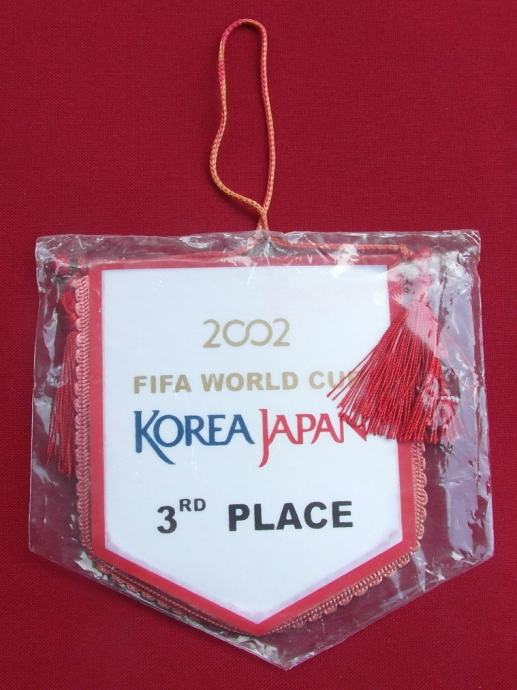 2002
FIFA WORLD CUP
KOREA JAPAN
3RD PLACE